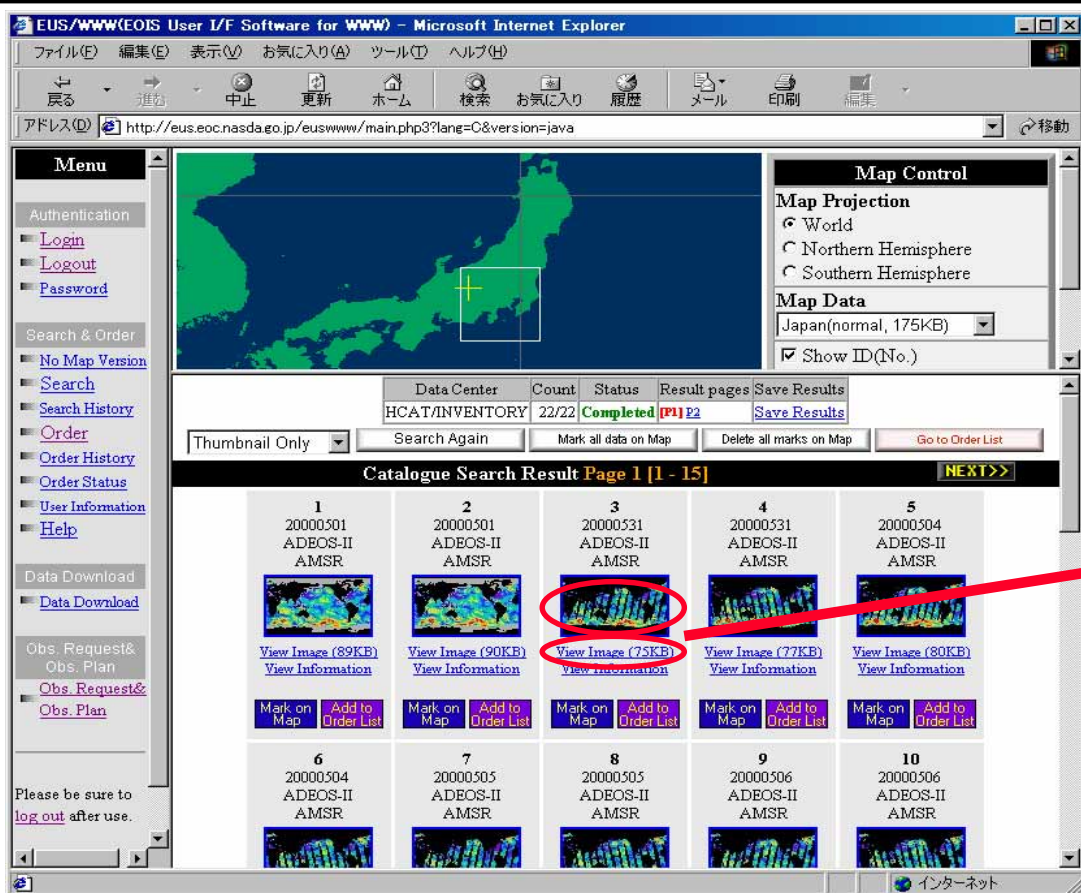 EUS/WWW(EOIS User I/F Software for WWW) - Microsoft Internet Explorer
ファイル(F) 編集(E) 表示(V) お気に入り(A) ツール(T) ヘルプ(H)
戻る 進む 中止 更新 ホーム 検索 お気に入り 履歴 メール 印刷 編集
アドレス(D) http://eus.eoc.nasda.go.jp/euswww/main.php3?lang=C&version=java 移動
Menu
Authentication
Login
Logout
Password
Search & Order
No Map Version
Search
Search History
Order
Order History
Order Status
User Information
Help
Data Download
Data Download
Obs. Request&
Obs. Plan
Obs. Request&
Obs. Plan
Please be sure to
log out after use.
Map Control
Map Projection
World
Northern Hemisphere
Southern Hemisphere
Map Data
Japan(normal, 175KB)
Show ID(No.)
Data Center Count Status Result pages Save Results
HCAT/INVENTORY 22/22 Completed [P1] P2 Save Results
Thumbnail Only Search Again Mark all data on Map Delete all marks on Map Go to Order List
Catalogue Search Result Page 1 [1 - 15] NEXT>>
1 2 3 4 5
20000501 20000501 20000531 20000531 20000504
ADEOS-II ADEOS-II ADEOS-II ADEOS-II ADEOS-II
AMSR AMSR AMSR AMSR AMSR
View Image (89KB) View Image (90KB) View Image (75KB) View Image (77KB) View Image (80KB)
View Information View Information View Information View Information View Information
Mark on Add to Mark on Add to Mark on Add to Mark on Add to Mark on Add to
Map Order List Map Order List Map Order List Map Order List Map Order List
6 7 8 9 10
20000504 20000505 20000505 20000506 20000506
ADEOS-II ADEOS-II ADEOS-II ADEOS-II ADEOS-II
AMSR AMSR AMSR AMSR AMSR
インターネット